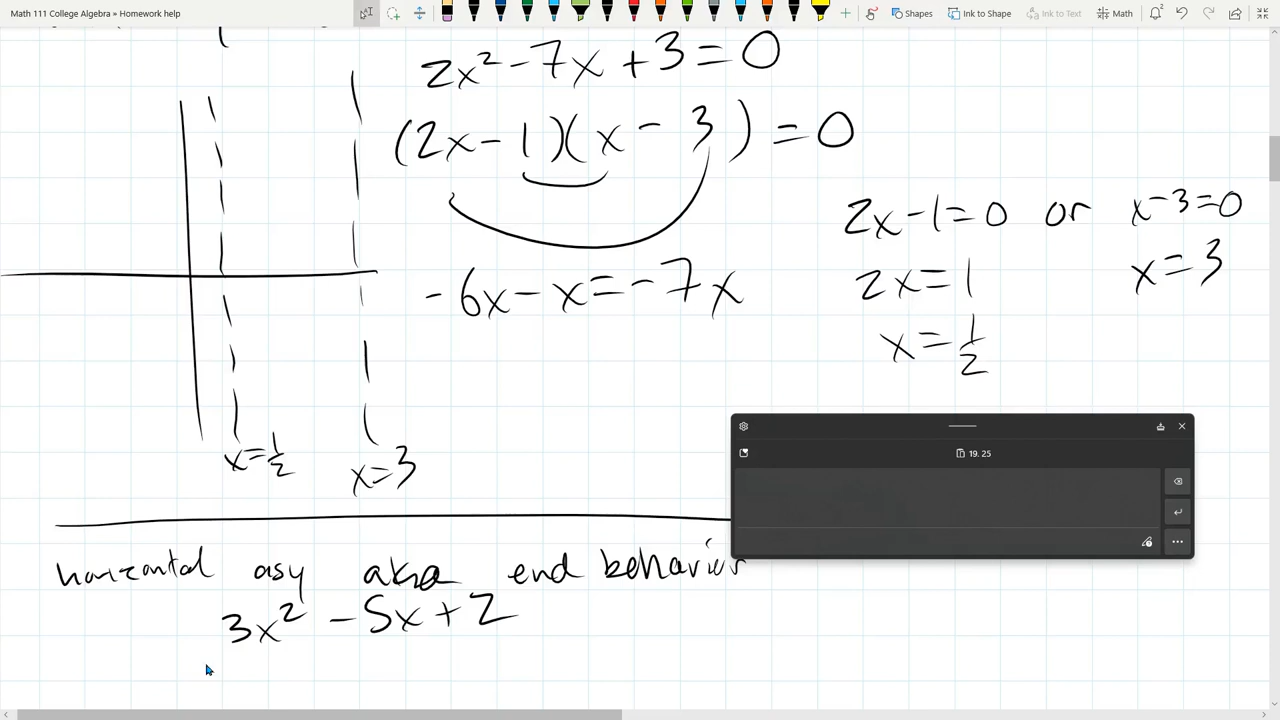 Math 111 College Algebra » Homework help
Shapes Ink to Shape Ink to Text Math
2x² - 7x + 3 = 0
(2x - 1)(x - 3) = 0
2x - 1 = 0 or x - 3 = 0
-6x - x = -7x
2x = 1
x = 3
x = 1/2
x = 1/2
x = 3
19. 25
horizontal asy aka end behavior
3x² - 5x + 2